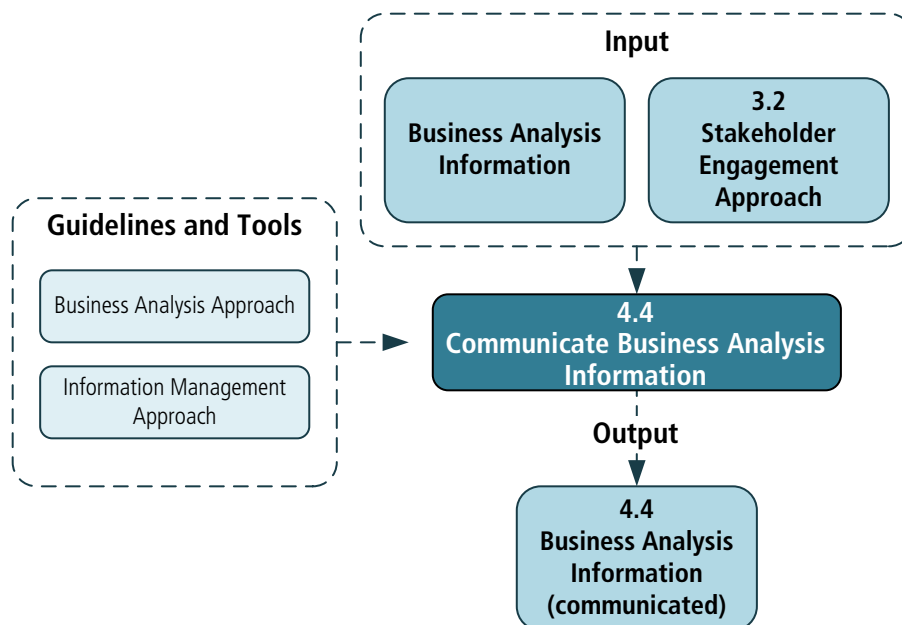 Input
Business Analysis
Information
3.2
Stakeholder
Engagement
Approach
Guidelines and Tools
Business Analysis Approach
Information Management
Approach
4.4
Communicate Business Analysis
Information
Output
4.4
Business Analysis
Information
(communicated)